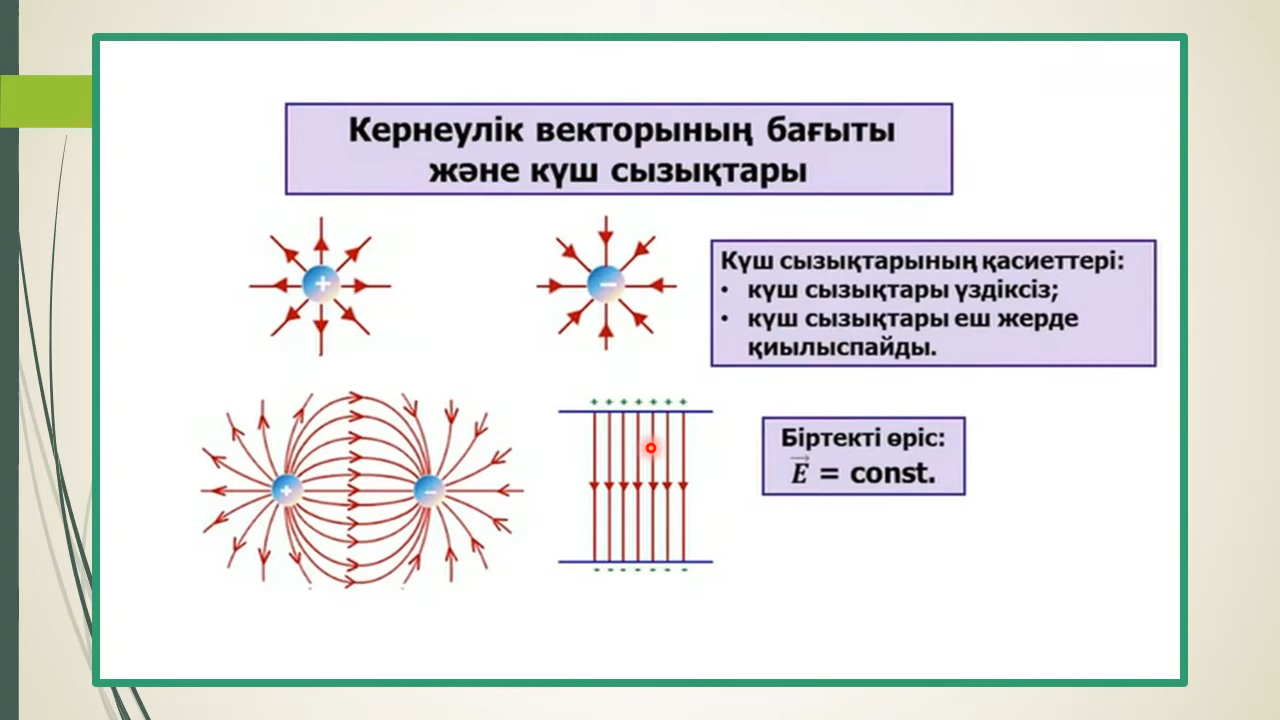 Кернеулік векторының бағыты
және күш сызықтары
+
−
Күш сызықтарының қасиеттері:
• күш сызықтары үздіксіз;
• күш сызықтары еш жерде
қиылыспайды.
+ + + + + + +
+
−
- - - - - - -
Біртекті өріс:
E⃗ = const.